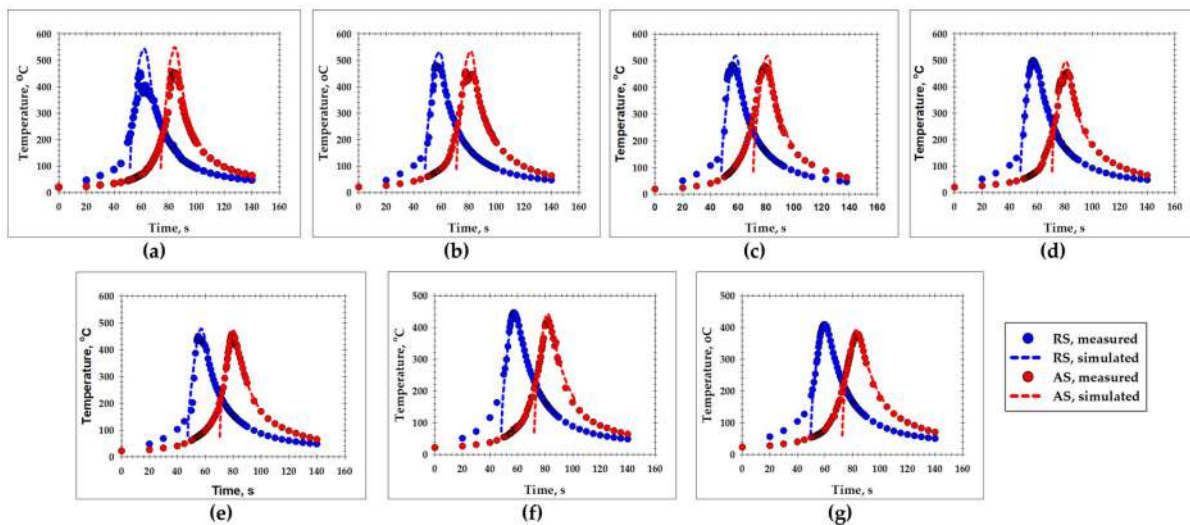 600
500
400
300
200
100
0
Temperature, °C
0 20 40 60 80 100 120 140 160
Time, s
(a)
600
500
400
300
200
100
0
Temperature, oC
0 20 40 60 80 100 120 140 160
Time, s
(b)
600
500
400
300
200
100
0
Temperature, °C
0 20 40 60 80 100 120 140 160
Time, s
(c)
600
500
400
300
200
100
0
Temperature, °C
0 20 40 60 80 100 120 140 160
Time, s
(d)
600
500
400
300
200
100
0
Temperature, °C
0 20 40 60 80 100 120 140 160
Time, s
(e)
500
400
300
200
100
0
Temperature, °C
0 20 40 60 80 100 120 140 160
Time, s
(f)
500
400
300
200
100
0
Temperature, oC
0 20 40 60 80 100 120 140 160
Time, s
(g)
RS, measured
RS, simulated
AS, measured
AS, simulated